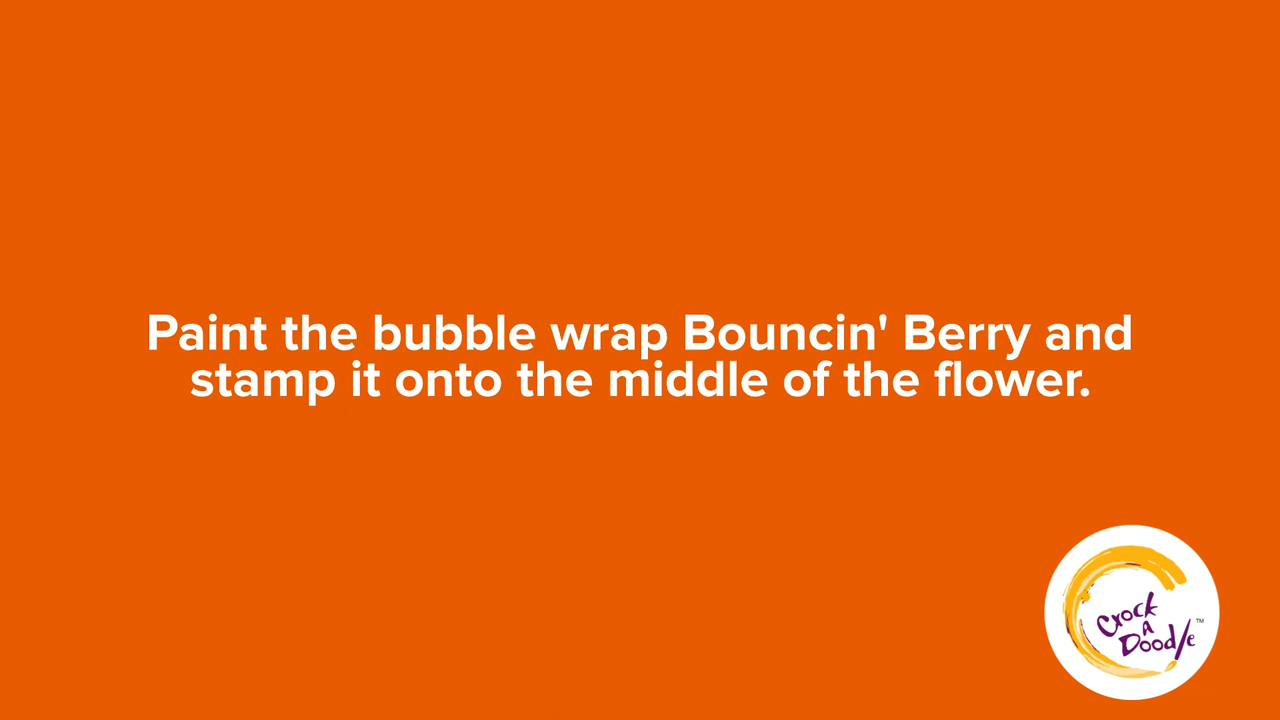 Paint the bubble wrap Bouncin' Berry and
stamp it onto the middle of the flower.
Crock
A
Doodle
TM